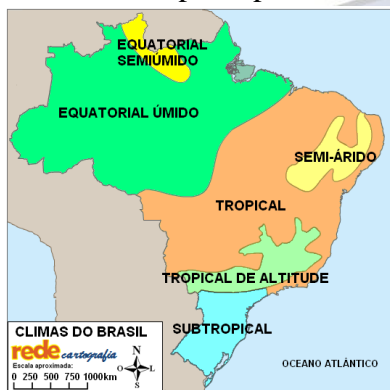 EQUATORIAL
SEMIÚMIDO
EQUATORIAL ÚMIDO
SEMI-ÁRIDO
TROPICAL
TROPICAL DE ALTITUDE
SUBTROPICAL
CLIMAS DO BRASIL
rede cartografia
Escala aproximada:
0 250 500 750 1000km
N
O L
S
OCEANO ATLÂNTICO